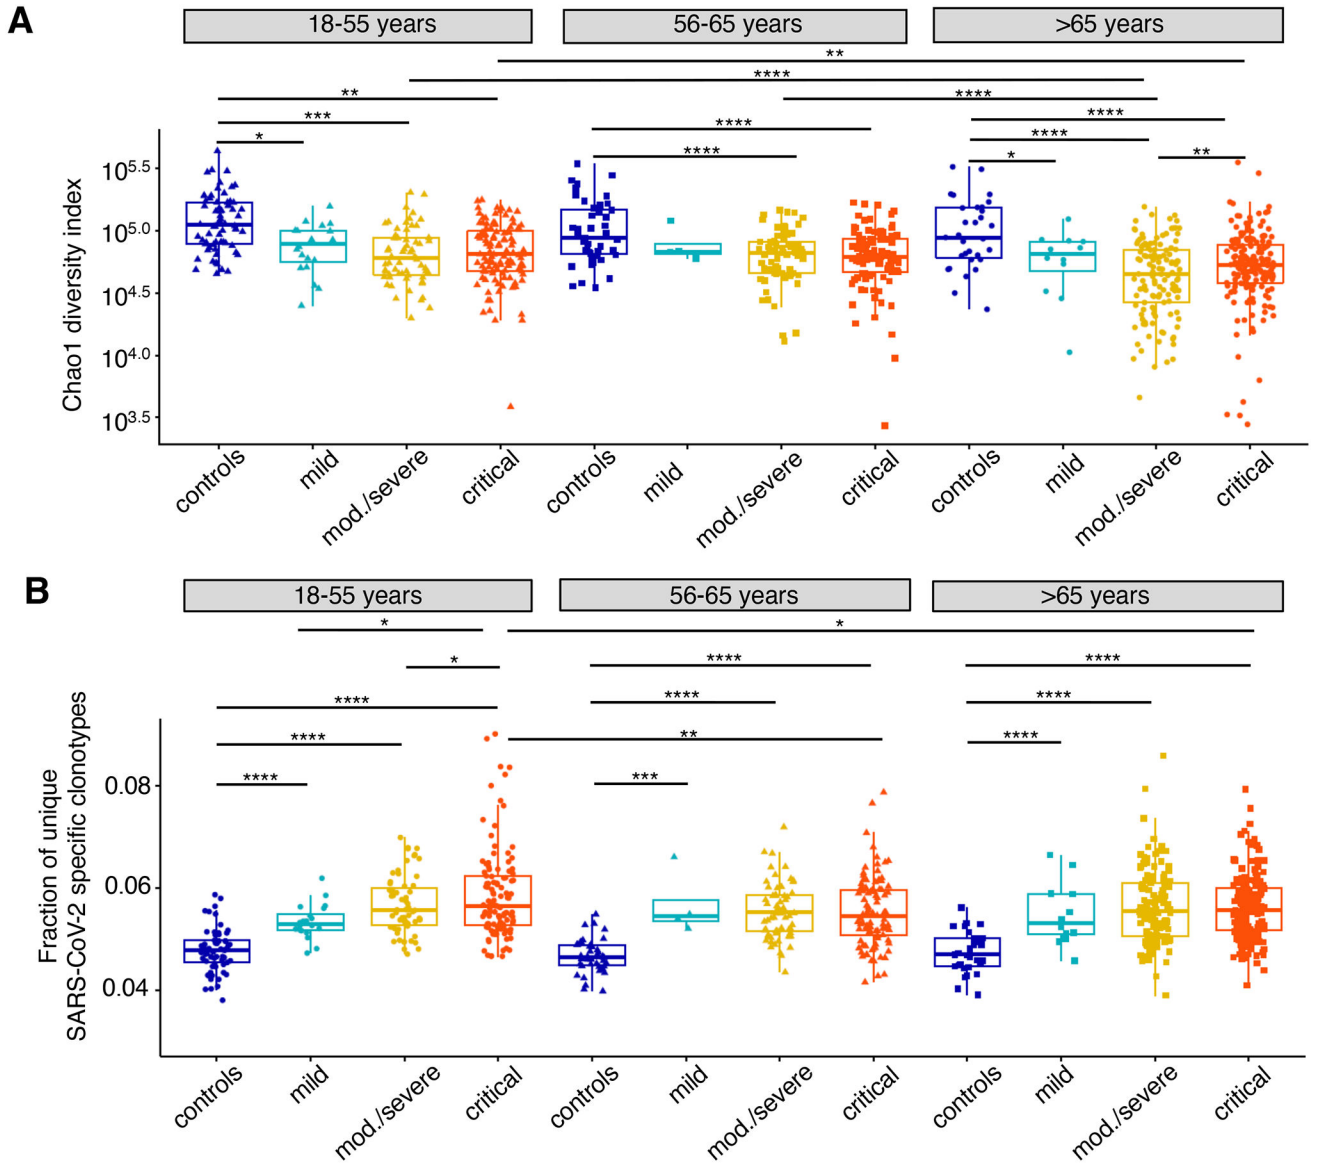 A
18-55 years 56-65 years >65 years
**
****
** ****
*** **** ****
* **** * **
****
Chao1 diversity index
10^5.5
10^5.0
10^4.5
10^4.0
10^3.5
controls mild mod./severe critical controls mild mod./severe critical controls mild mod./severe critical
B
18-55 years 56-65 years >65 years
* *
* **** ****
**** **** ****
**** ** ****
**** ***
Fraction of unique
SARS-CoV-2 specific clonotypes
0.08
0.06
0.04
controls mild mod./severe critical controls mild mod./severe critical controls mild mod./severe critical